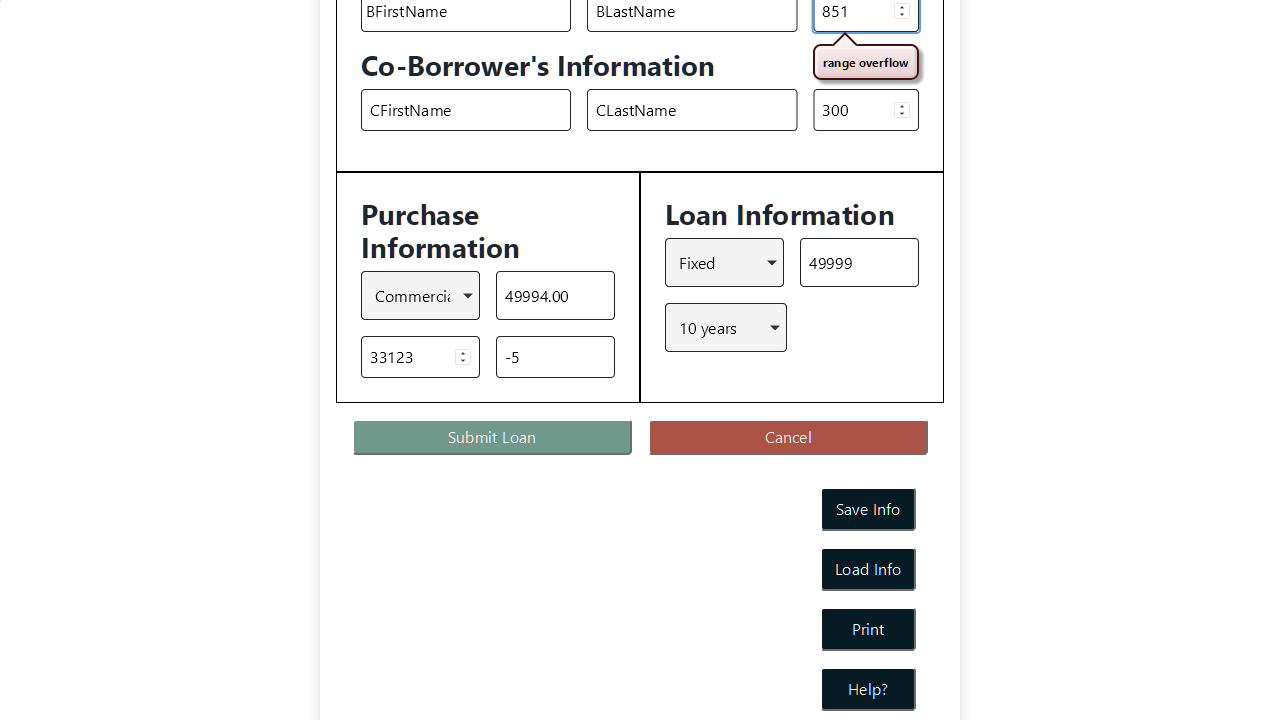 BFirstName BLastName 851
range overflow
Co-Borrower's Information
CFirstName CLastName 300
Purchase
Information
Commercia 49994.00
33123 -5
Loan Information
Fixed 49999
10 years
Submit Loan Cancel
Save Info
Load Info
Print
Help?